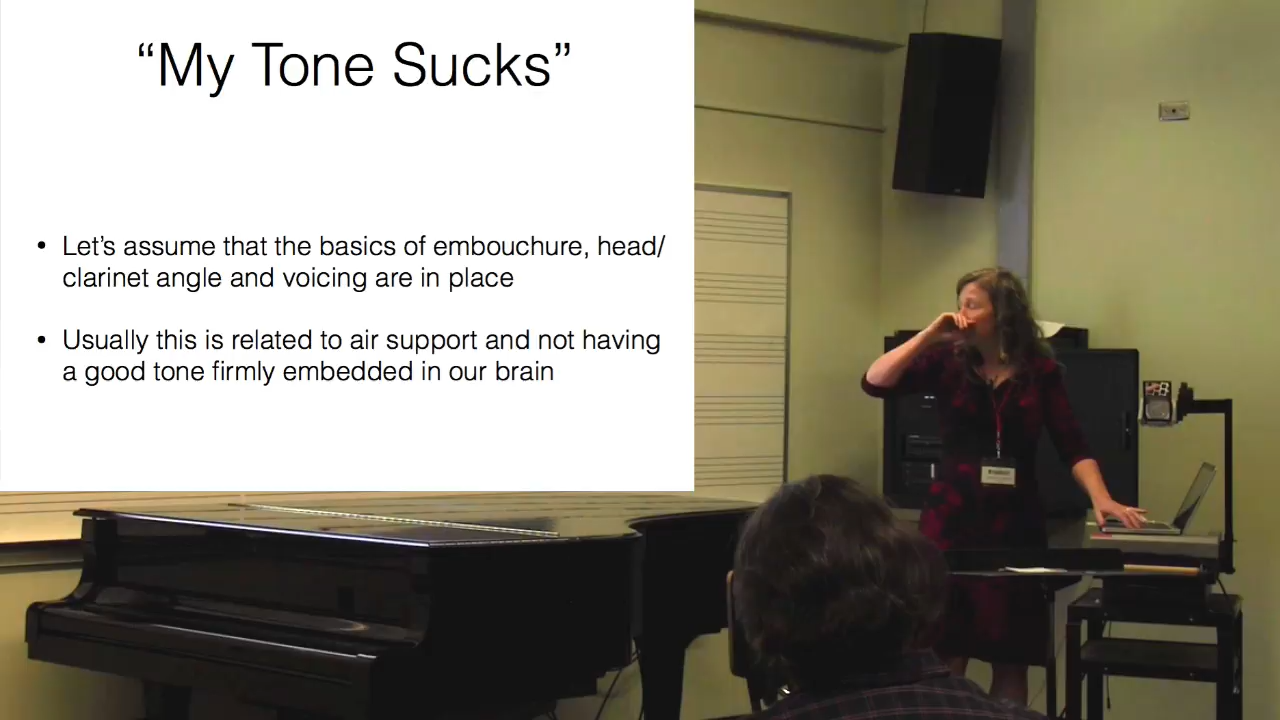 “My Tone Sucks”
• Let’s assume that the basics of embouchure, head/
clarinet angle and voicing are in place
• Usually this is related to air support and not having
a good tone firmly embedded in our brain